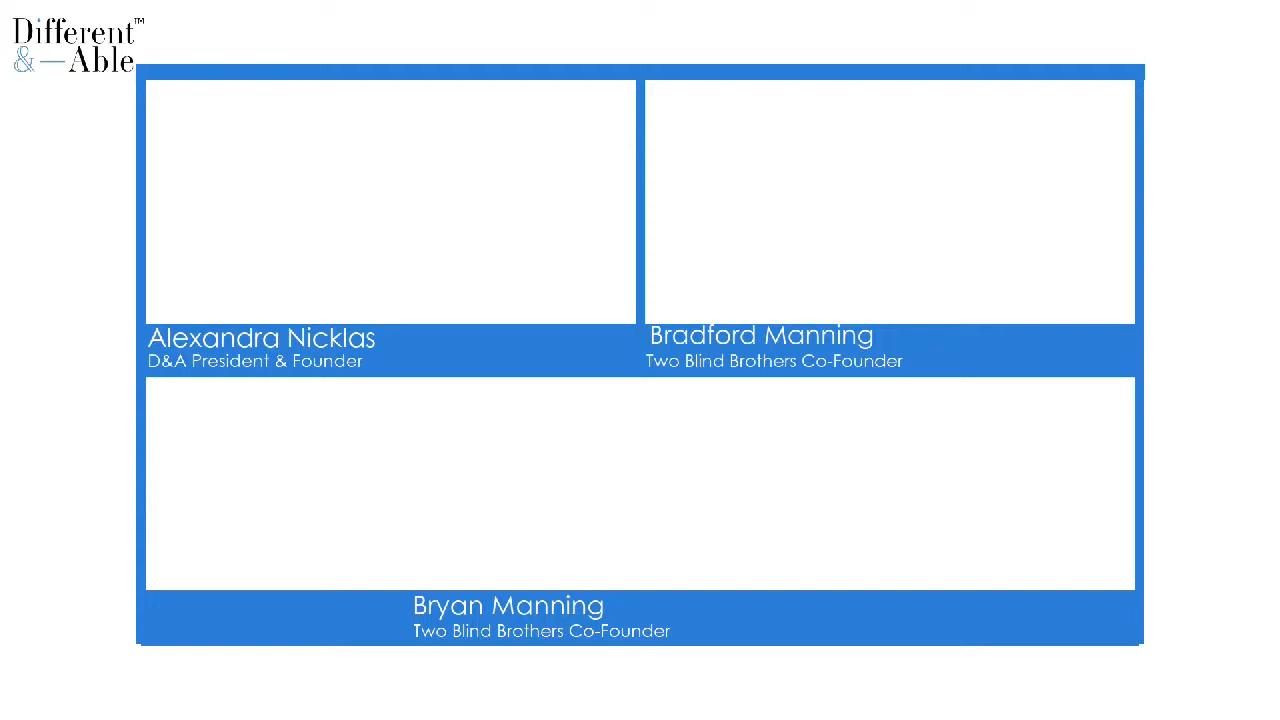 Different™
& — Able
Alexandra Nicklas
D&A President & Founder
Bradford Manning
Two Blind Brothers Co-Founder
Bryan Manning
Two Blind Brothers Co-Founder